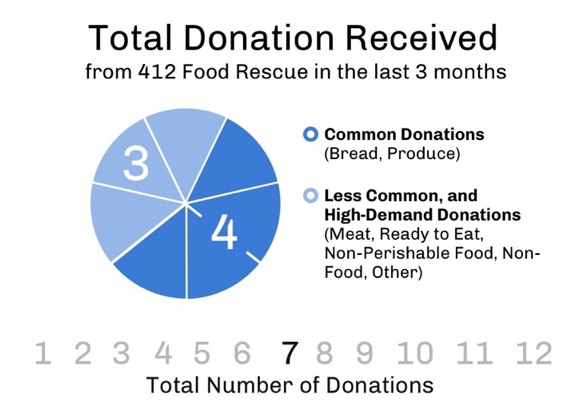 Total Donation Received
from 412 Food Rescue in the last 3 months
3
4
Common Donations
(Bread, Produce)
Less Common, and
High-Demand Donations
(Meat, Ready to Eat,
Non-Perishable Food, Non-
Food, Other)
1 2 3 4 5 6 7 8 9 10 11 12
Total Number of Donations